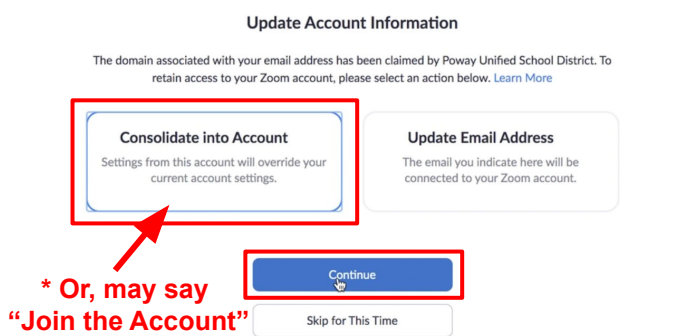 Update Account Information
The domain associated with your email address has been claimed by Poway Unified School District. To
retain access to your Zoom account, please select an action below. Learn More
Consolidate into Account
Settings from this account will override your
current account settings.
Update Email Address
The email you indicate here will be
connected to your Zoom account.
* Or, may say
“Join the Account”
Continue
Skip for This Time